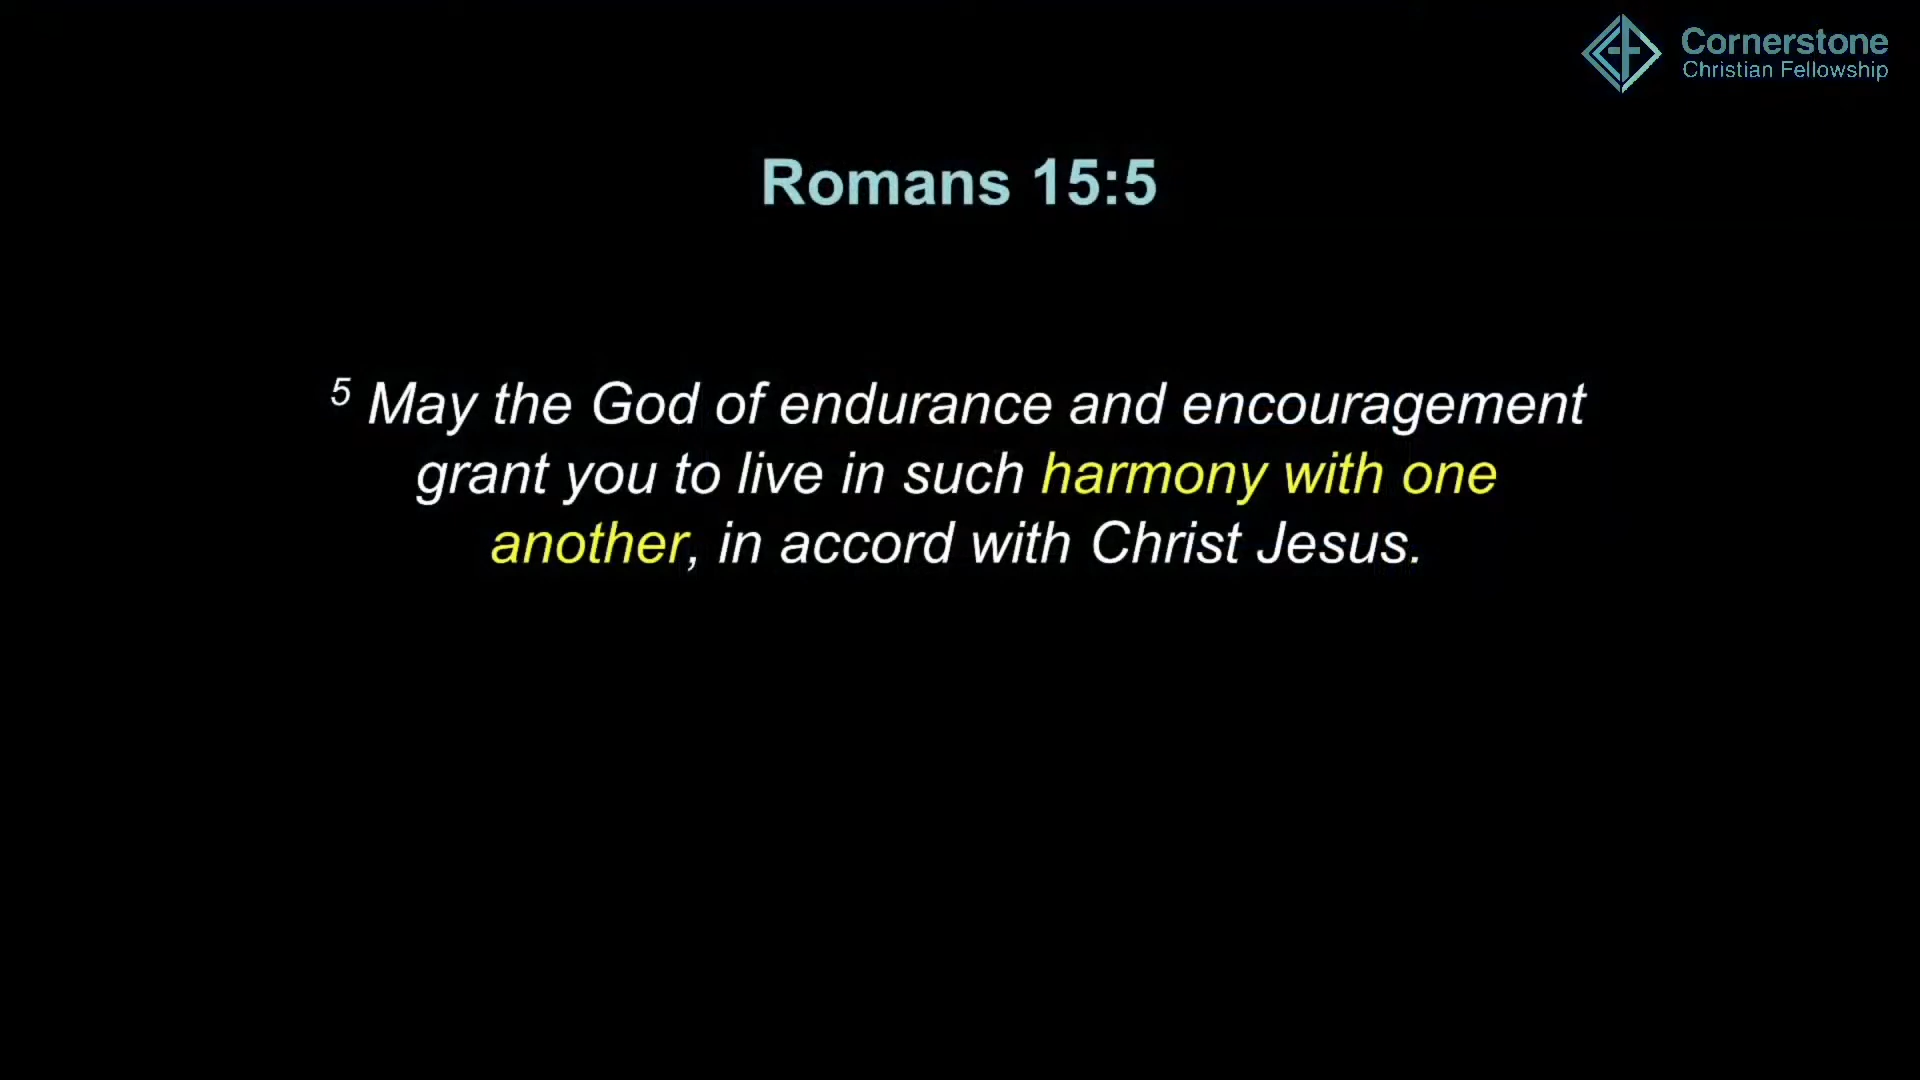 Cornerstone
Christian Fellowship
Romans 15:5
5 May the God of endurance and encouragement
grant you to live in such harmony with one
another, in accord with Christ Jesus.